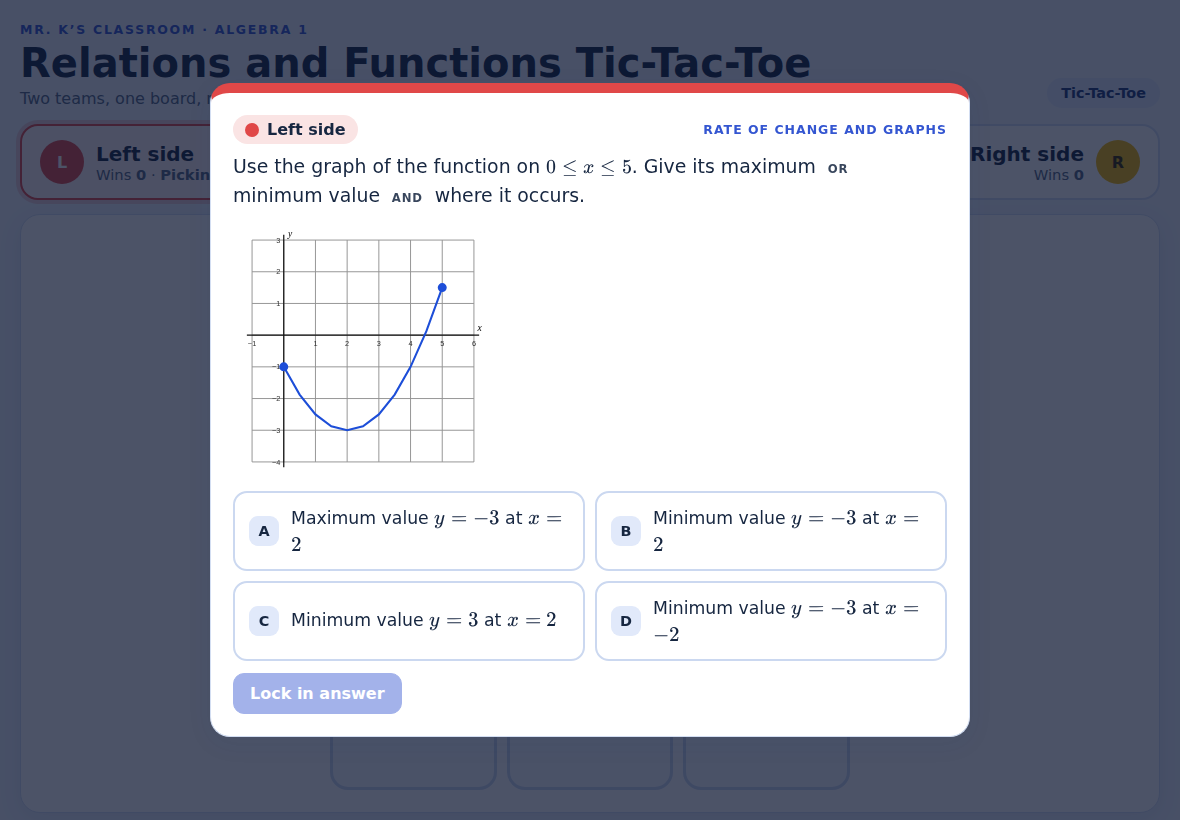 MR. K’S CLASSROOM · ALGEBRA 1
Relations and Functions Tic-Tac-Toe
Two teams, one board,
Tic-Tac-Toe
L
Left side
Wins 0 · Pickin
Right side
Wins 0
R
Left side
RATE OF CHANGE AND GRAPHS
Use the graph of the function on 0 ≤ x ≤ 5. Give its maximum OR
minimum value AND where it occurs.
y
3
2
1
x
−1 1 2 3 4 5 6
−1
−2
−3
−4
A Maximum value y = −3 at x =
2
B Minimum value y = −3 at x =
2
C Minimum value y = 3 at x = 2
D Minimum value y = −3 at x =
−2
Lock in answer